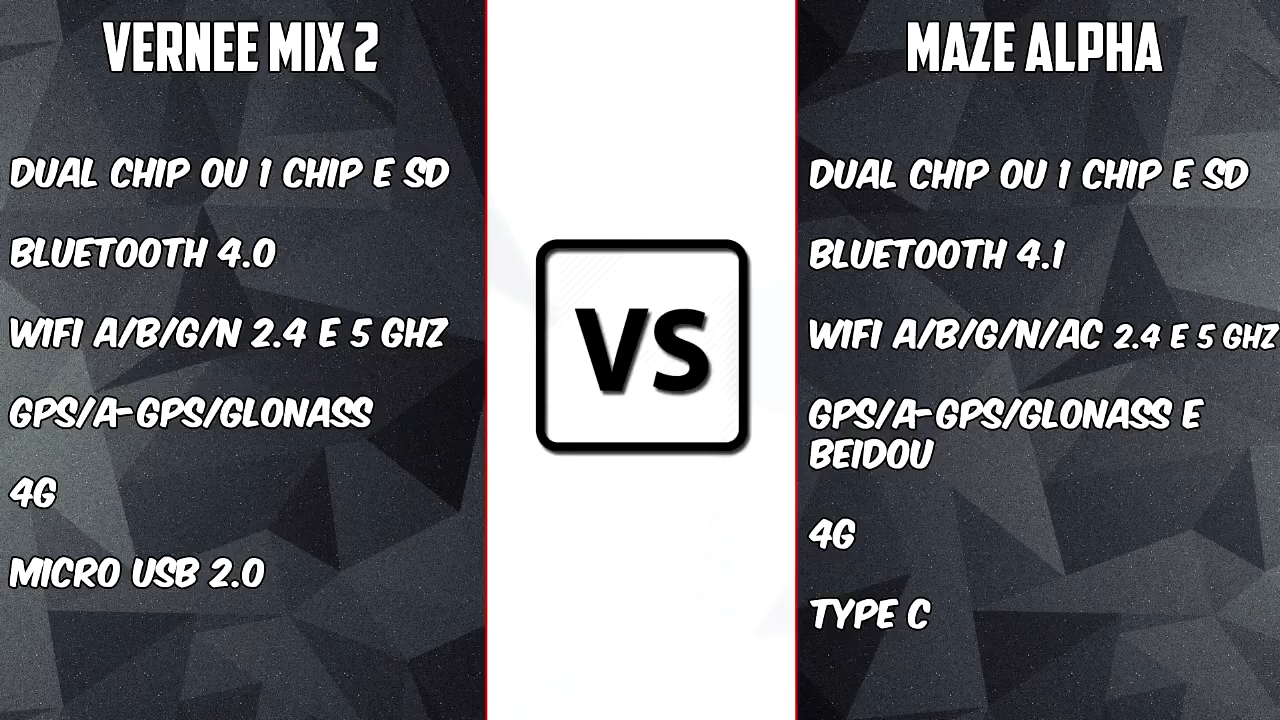 VERNEE MIX 2
DUAL CHIP OU 1 CHIP E SD
BLUETOOTH 4.0
WIFI A/B/G/N 2.4 E 5 GHZ
GPS/A-GPS/GLONASS
4G
MICRO USB 2.0
VS
MAZE ALPHA
DUAL CHIP OU 1 CHIP E SD
BLUETOOTH 4.1
WIFI A/B/G/N/AC 2.4 E 5 GHZ
GPS/A-GPS/GLONASS E
BEIDOU
4G
TYPE C